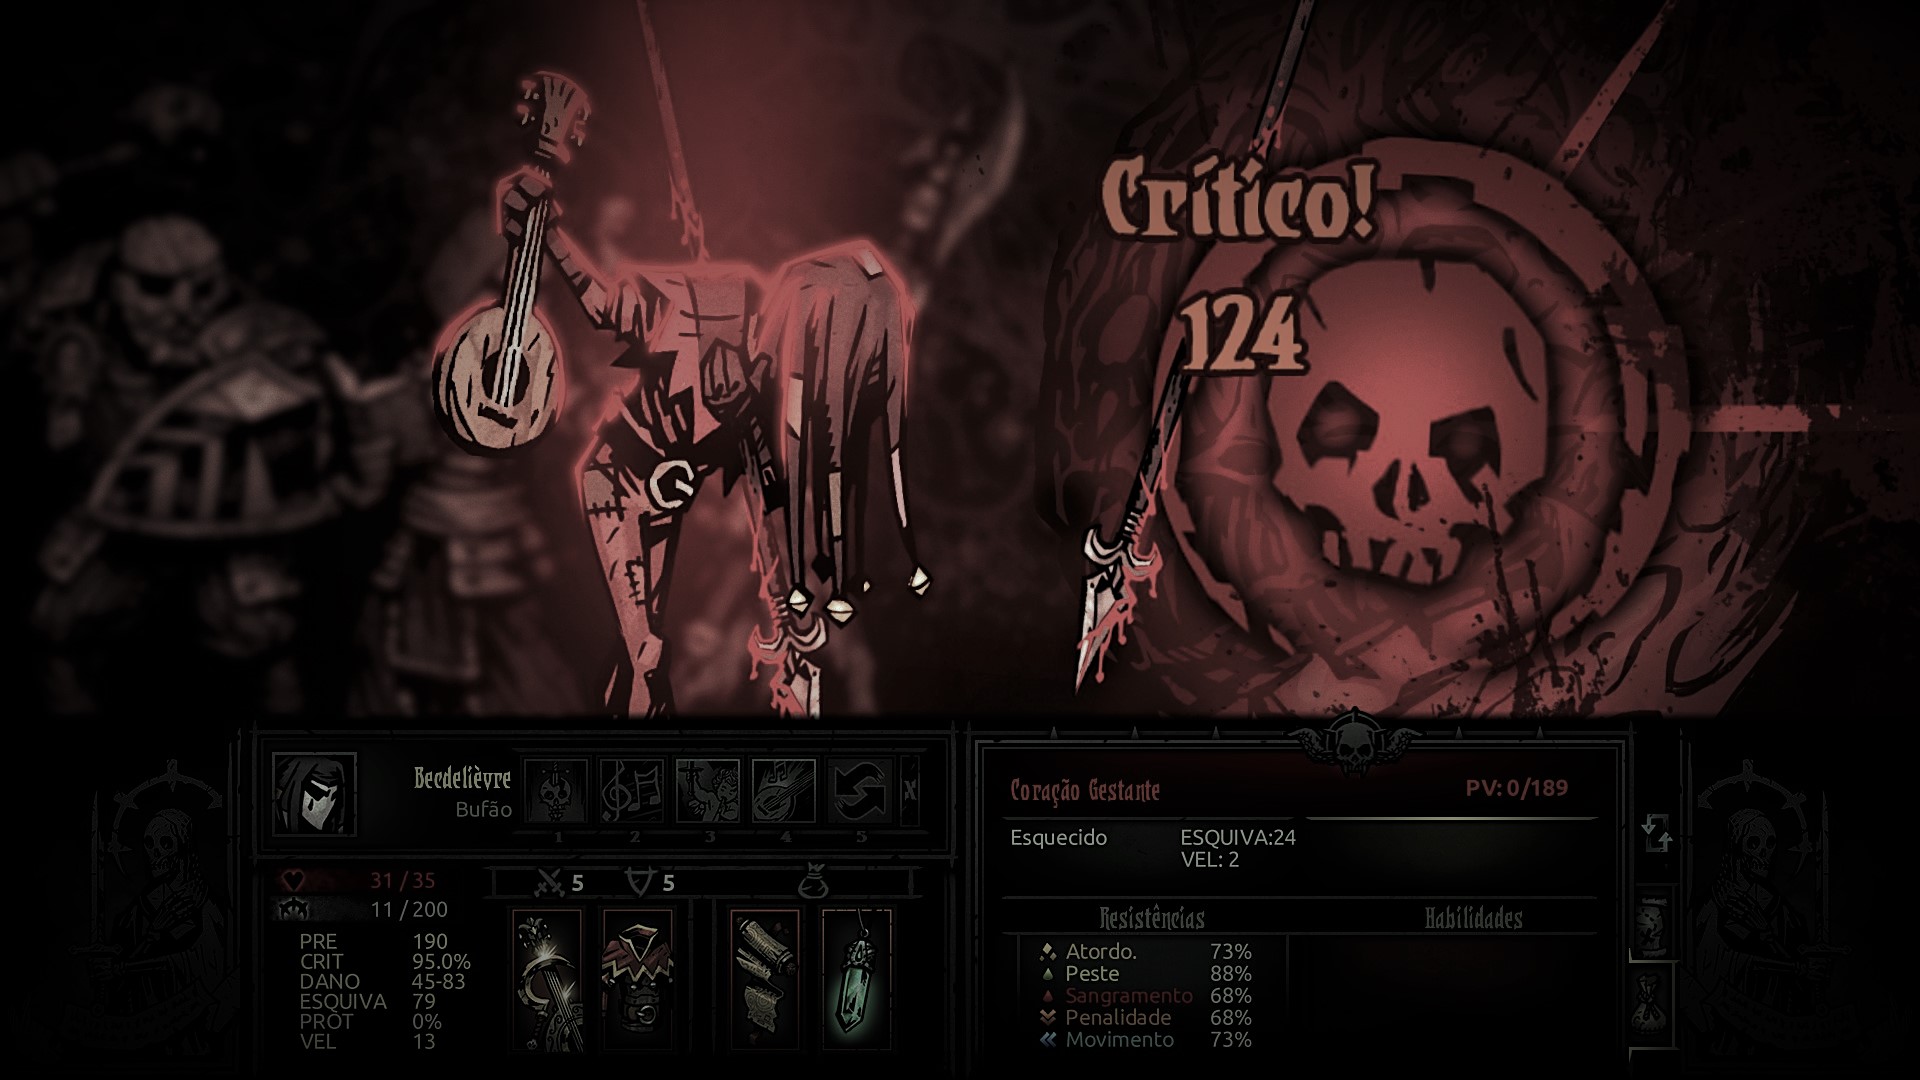 Crítico!
124
Becdelièvre
Bufão
1 2 3 4 5
31 / 35
11 / 200
5 5
PRE 190
CRIT 95.0%
DANO 45-83
ESQUIVA 79
PROT 0%
VEL 13
Coração Gestante PV: 0/189
Esquecido ESQUIVA:24
VEL: 2
Resistências Habilidades
Atordo. 73%
Peste 88%
Sangramento 68%
Penalidade 68%
Movimento 73%